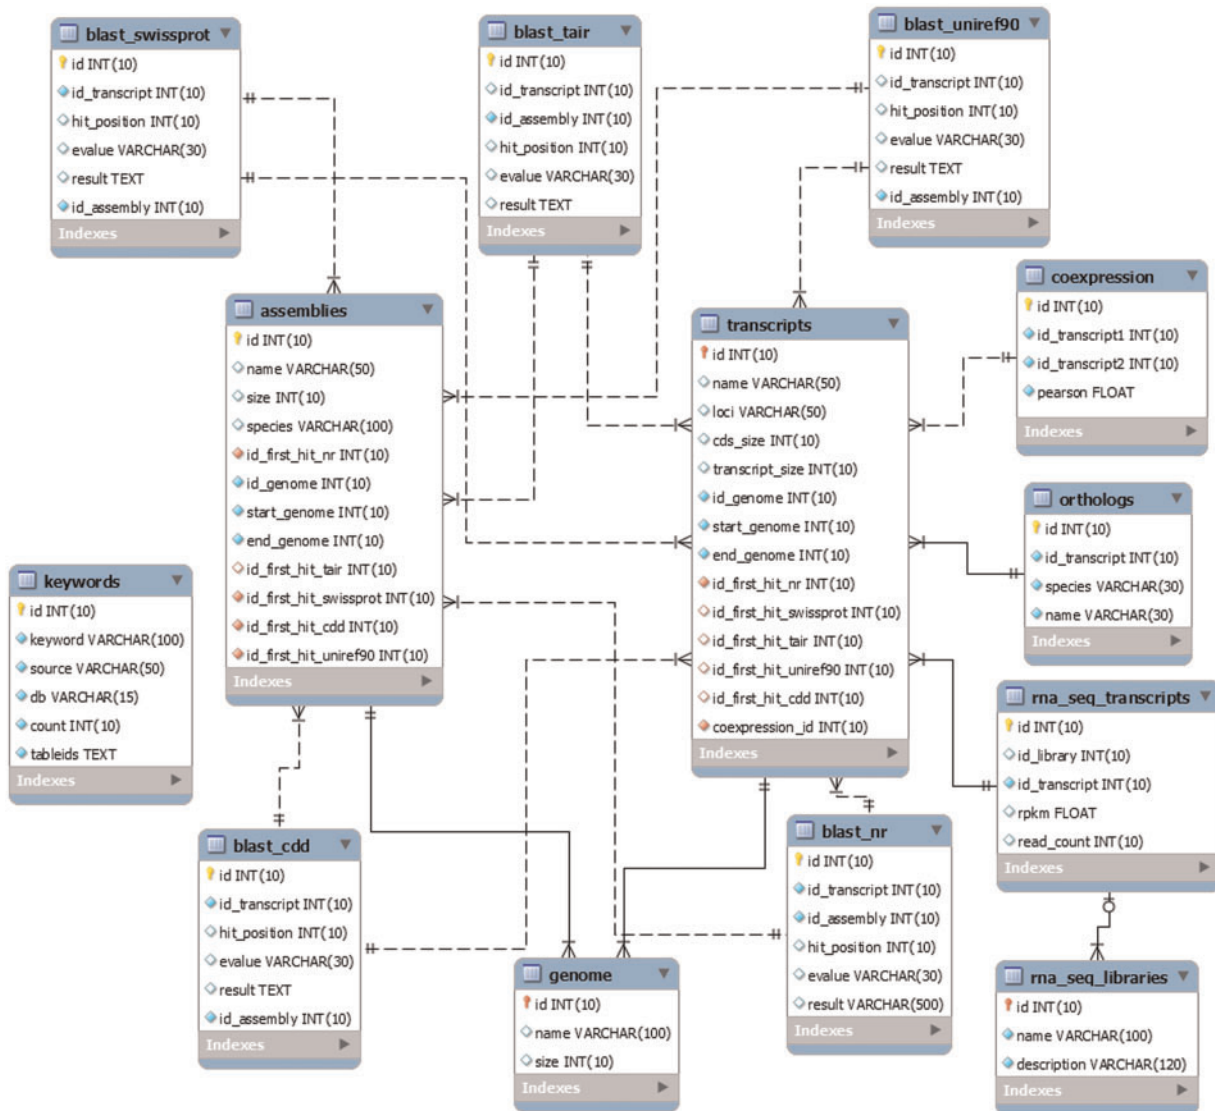 blast_swissprot
id INT(10)
id_transcript INT(10)
hit_position INT(10)
evalue VARCHAR(30)
result TEXT
id_assembly INT(10)
Indexes
blast_tair
id INT(10)
id_transcript INT(10)
id_assembly INT(10)
hit_position INT(10)
evalue VARCHAR(30)
result TEXT
Indexes
blast_uniref90
id INT(10)
id_transcript INT(10)
hit_position INT(10)
evalue VARCHAR(30)
result TEXT
id_assembly INT(10)
Indexes
assemblies
id INT(10)
name VARCHAR(50)
size INT(10)
species VARCHAR(100)
id_first_hit_nr INT(10)
id_genome INT(10)
start_genome INT(10)
end_genome INT(10)
id_first_hit_tair INT(10)
id_first_hit_swissprot INT(10)
id_first_hit_cdd INT(10)
id_first_hit_uniref90 INT(10)
Indexes
transcripts
id INT(10)
name VARCHAR(50)
loci VARCHAR(50)
cds_size INT(10)
transcript_size INT(10)
id_genome INT(10)
start_genome INT(10)
end_genome INT(10)
id_first_hit_nr INT(10)
id_first_hit_swissprot INT(10)
id_first_hit_tair INT(10)
id_first_hit_uniref90 INT(10)
id_first_hit_cdd INT(10)
coexpression_id INT(10)
Indexes
coexpression
id INT(10)
id_transcript1 INT(10)
id_transcript2 INT(10)
pearson FLOAT
Indexes
orthologs
id INT(10)
id_transcript INT(10)
species VARCHAR(30)
name VARCHAR(30)
Indexes
keywords
id INT(10)
keyword VARCHAR(100)
source VARCHAR(50)
db VARCHAR(15)
count INT(10)
tableids TEXT
Indexes
rna_seq_transcripts
id INT(10)
id_library INT(10)
id_transcript INT(10)
rpkm FLOAT
read_count INT(10)
Indexes
blast_cdd
id INT(10)
id_transcript INT(10)
hit_position INT(10)
evalue VARCHAR(30)
result TEXT
id_assembly INT(10)
Indexes
genome
id INT(10)
name VARCHAR(100)
size INT(10)
Indexes
blast_nr
id INT(10)
id_transcript INT(10)
id_assembly INT(10)
hit_position INT(10)
evalue VARCHAR(30)
result VARCHAR(500)
Indexes
rna_seq_libraries
id INT(10)
name VARCHAR(100)
description VARCHAR(120)
Indexes